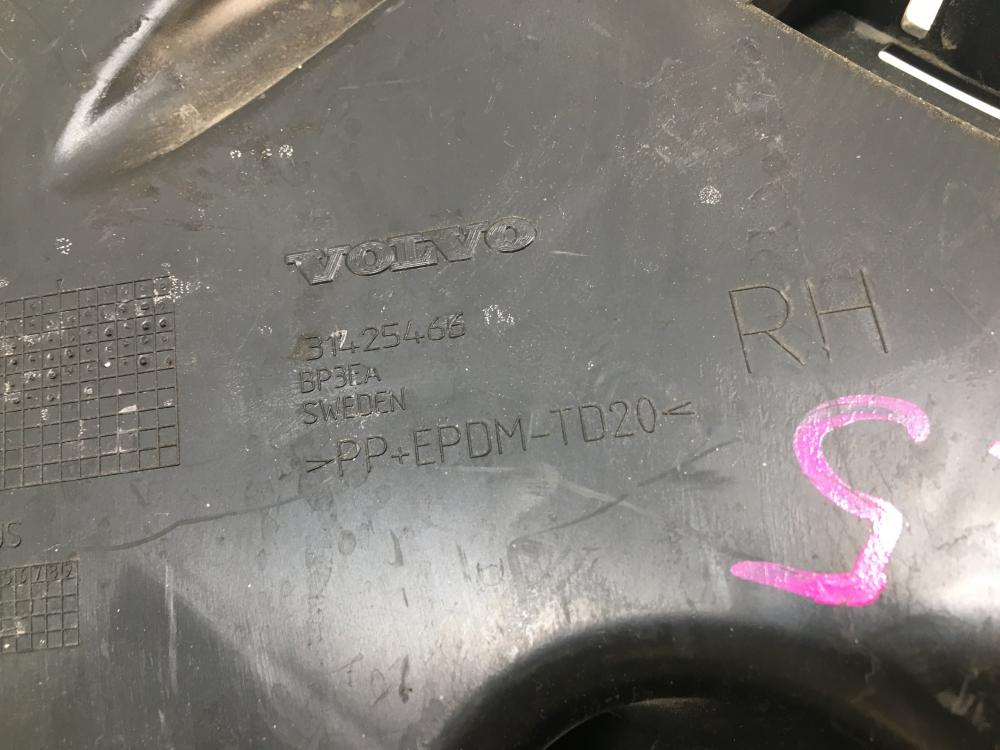 VOLVO
31425466
BP3EA
SWEDEN
>PP+EPDM-TD20<
RH